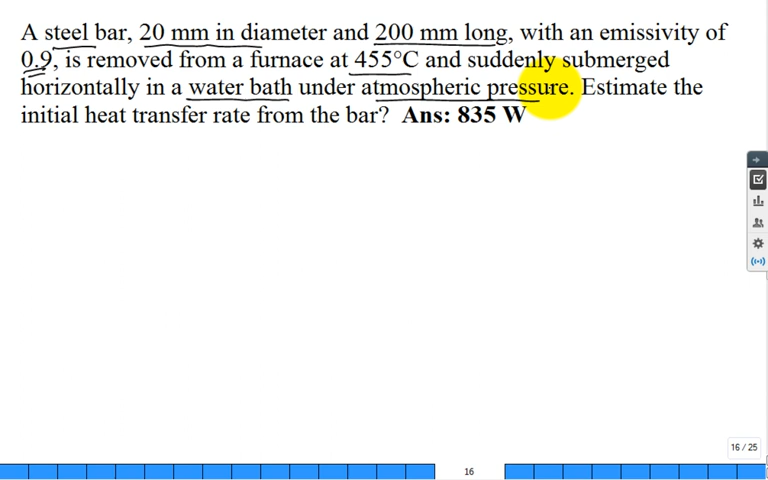 A steel bar, 20 mm in diameter and 200 mm long, with an emissivity of
0.9, is removed from a furnace at 455°C and suddenly submerged
horizontally in a water bath under atmospheric pressure. Estimate the
initial heat transfer rate from the bar? Ans: 835 W
16 / 25
16